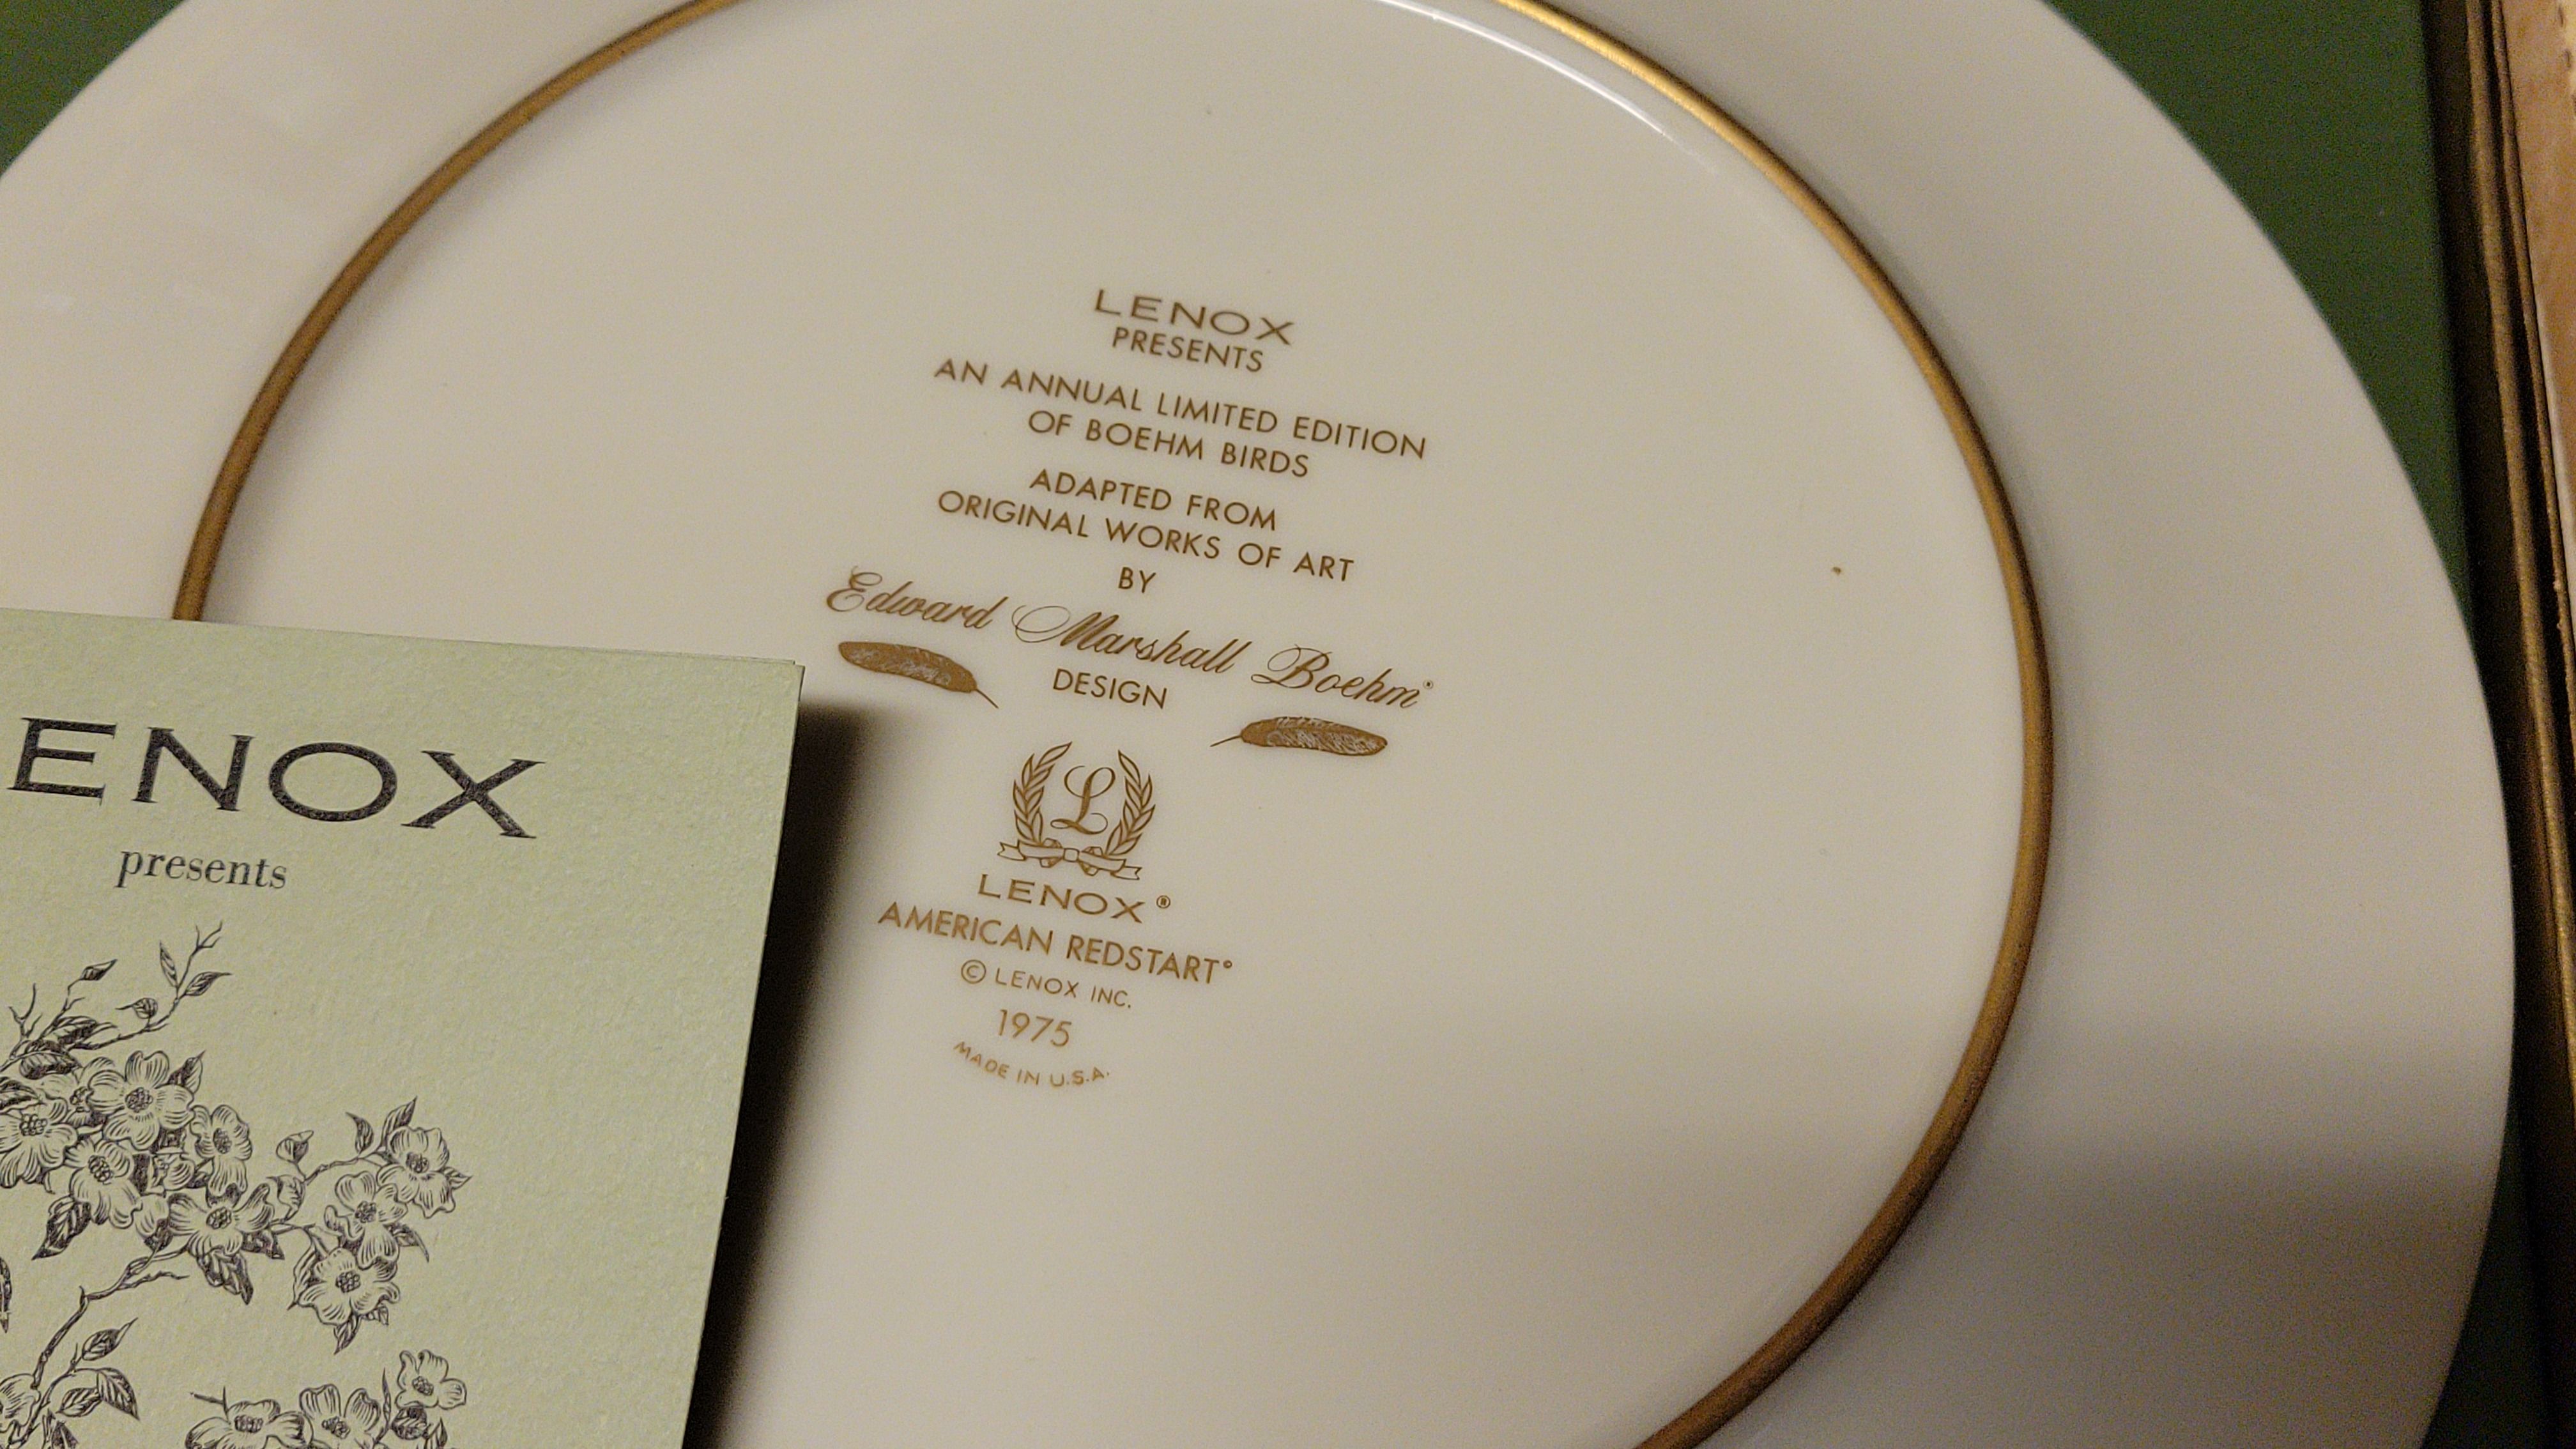 LENOX
PRESENTS
AN ANNUAL LIMITED EDITION
OF BOEHM BIRDS
ADAPTED FROM
ORIGINAL WORKS OF ART
BY
Edward Marshall Boehm®
DESIGN
L
LENOX®
AMERICAN REDSTART°
© LENOX INC.
1975
MADE IN U.S.A.
ENOX
presents